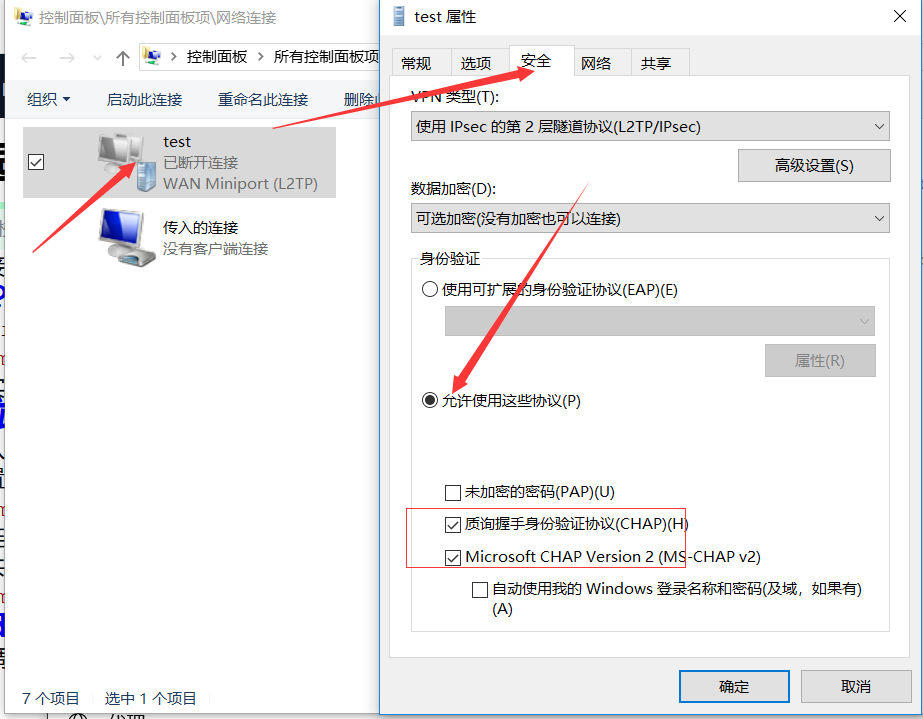 控制面板\所有控制面板项\网络连接
控制面板 > 所有控制面板项
组织 启动此连接 重命名此连接 删除
test
已断开连接
WAN Miniport (L2TP)
传入的连接
没有客户端连接
7 个项目 选中 1 个项目
test 属性
常规 选项 安全 网络 共享
VPN 类型(T):
使用 IPsec 的第 2 层隧道协议(L2TP/IPsec)
高级设置(S)
数据加密(D):
可选加密(没有加密也可以连接)
身份验证
使用可扩展的身份验证协议(EAP)(E)
属性(R)
允许使用这些协议(P)
未加密的密码(PAP)(U)
质询握手身份验证协议(CHAP)(H)
Microsoft CHAP Version 2 (MS-CHAP v2)
自动使用我的 Windows 登录名称和密码(及域，如果有)
(A)
确定 取消